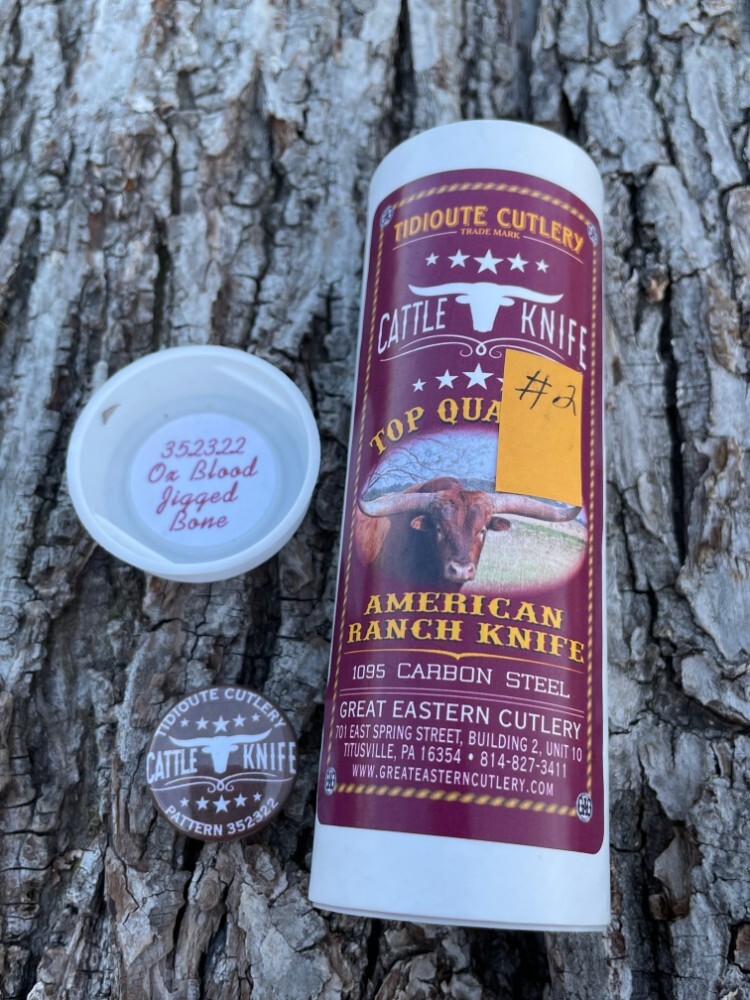 TIDIOUTE CUTLERY
TRADE MARK
CATTLE KNIFE
#2
TOP QUA
AMERICAN
RANCH KNIFE
1095 CARBON STEEL
GREAT EASTERN CUTLERY
701 EAST SPRING STREET, BUILDING 2, UNIT 10
TITUSVILLE, PA 16354 • 814-827-3411
WWW.GREATEASTERNCUTLERY.COM
352322
Ox Blood
Jigged
Bone
TIDIOUTE CUTLERY
CATTLE KNIFE
PATTERN 352322